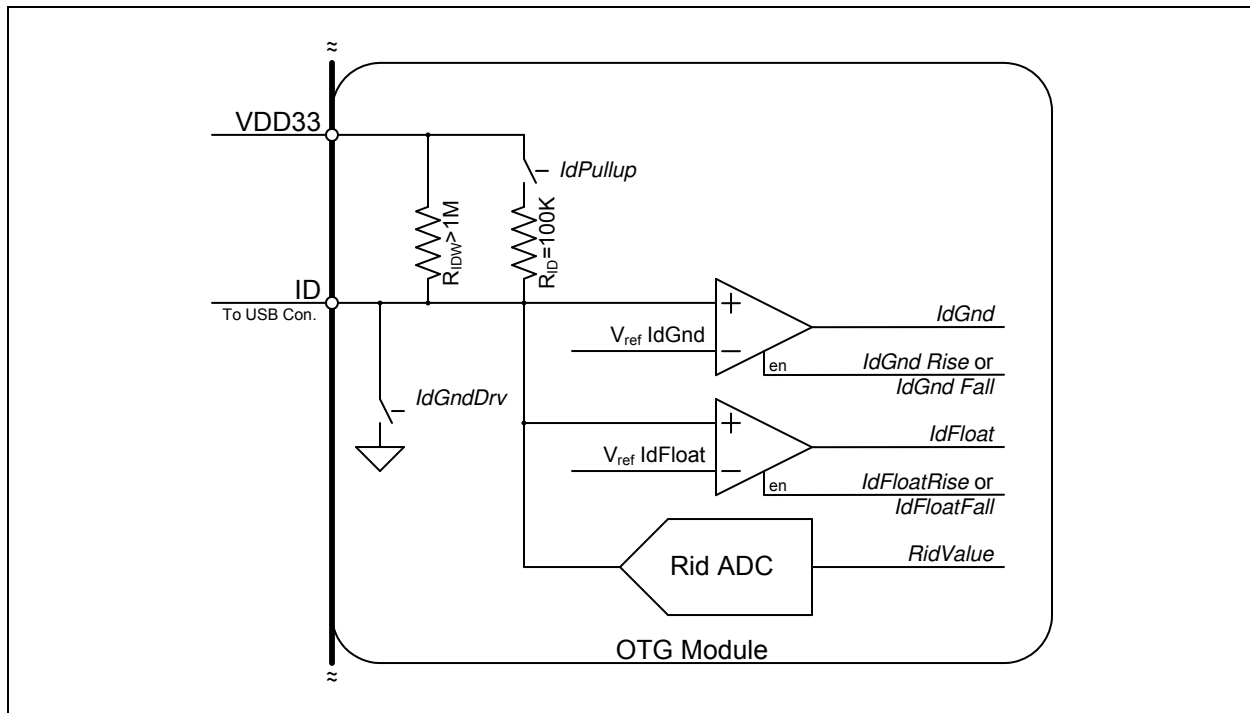 VDD33
IdPullup
R_IDW>1M
R_ID=100K
ID
To USB Con.
IdGnd
V_ref IdGnd
en
IdGnd Rise or
IdGnd Fall
IdGndDrv
IdFloat
V_ref IdFloat
en
IdFloatRise or
IdFloatFall
Rid ADC
RidValue
OTG Module